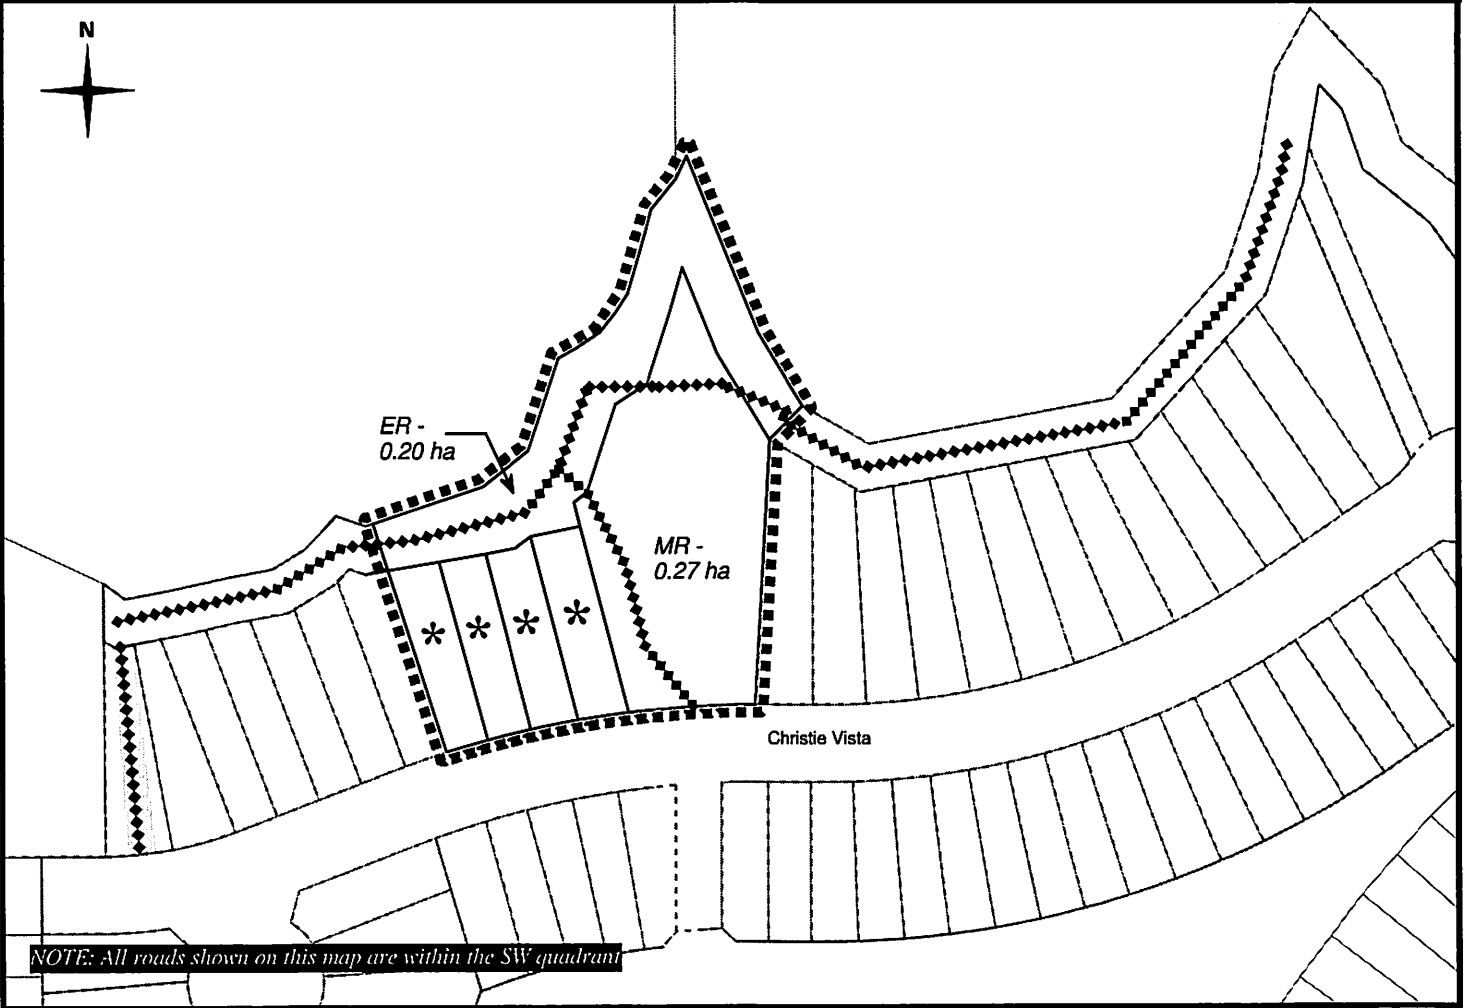 N
ER -
0.20 ha
MR -
0.27 ha
* * * *
Christie Vista
NOTE: All roads shown on this map are within the SW quadrant